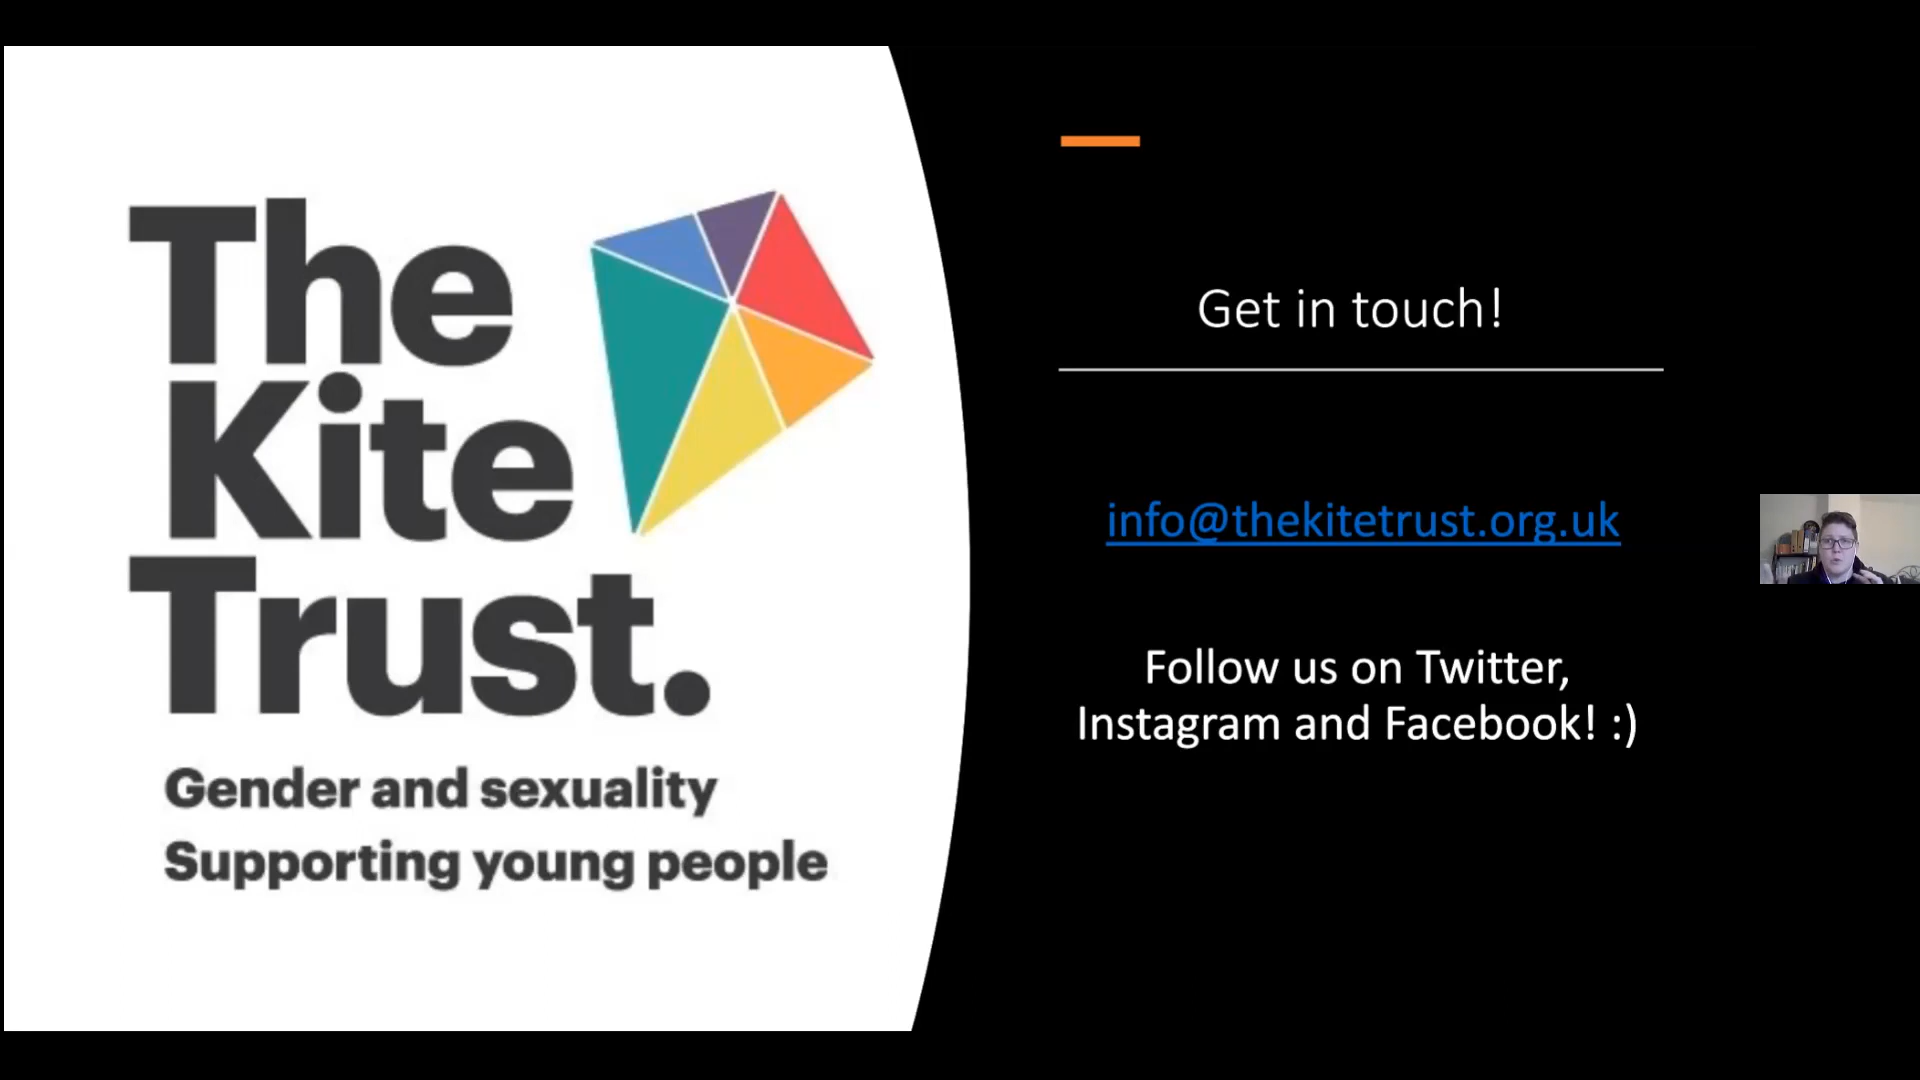 The
Kite
Trust.
Gender and sexuality
Supporting young people
Get in touch!
info@thekitetrust.org.uk
Follow us on Twitter,
Instagram and Facebook! :)